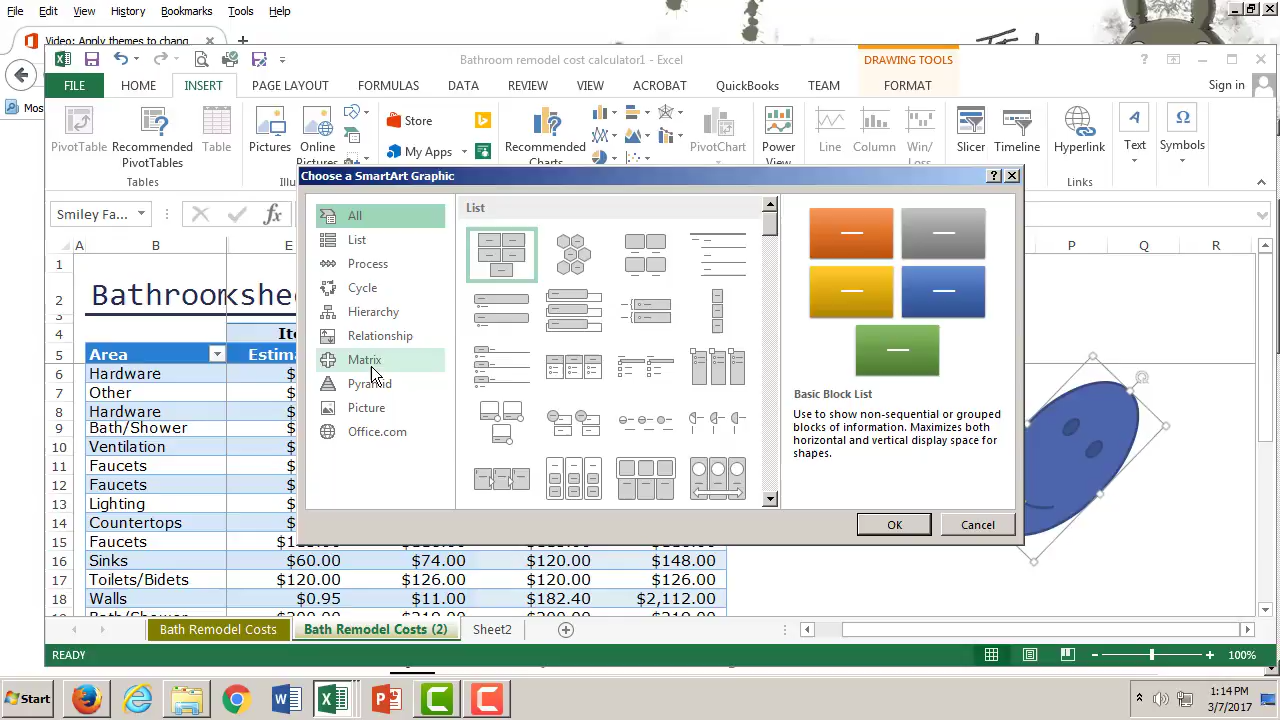 File Edit View History Bookmarks Tools Help
Video: Apply themes to chang
Bathroom remodel cost calculator1 - Excel
DRAWING TOOLS
FILE HOME INSERT PAGE LAYOUT FORMULAS DATA REVIEW VIEW ACROBAT QuickBooks TEAM FORMAT
Sign in
Mos
PivotTable
Recommended
PivotTables
Table
Tables
Pictures
Online
Pictures
Store
My Apps
Recommended
Charts
PivotChart
Power
View
Line
Column
Win/
Loss
Slicer
Timeline
Hyperlink
Links
Text
Symbols
Choose a SmartArt Graphic
Smiley Fa...
All
List
Process
Cycle
Hierarchy
Relationship
Matrix
Pyramid
Picture
Office.com
List
Basic Block List
Use to show non-sequential or grouped
blocks of information. Maximizes both
horizontal and vertical display space for
shapes.
OK
Cancel
A B E P Q R
1
2
3
4
5 Area Estima
6 Hardware $
7 Other $
8 Hardware $
9 Bath/Shower
10 Ventilation $
11 Faucets $
12 Faucets $
13 Lighting $
14 Countertops $
15 Faucets
16 Sinks $60.00 $74.00 $120.00 $148.00
17 Toilets/Bidets $120.00 $126.00 $120.00 $126.00
18 Walls $0.95 $11.00 $182.40 $2,112.00
Bath Remodel Costs
Bath Remodel Costs (2)
Sheet2
READY
100%
Start
1:14 PM
3/7/2017